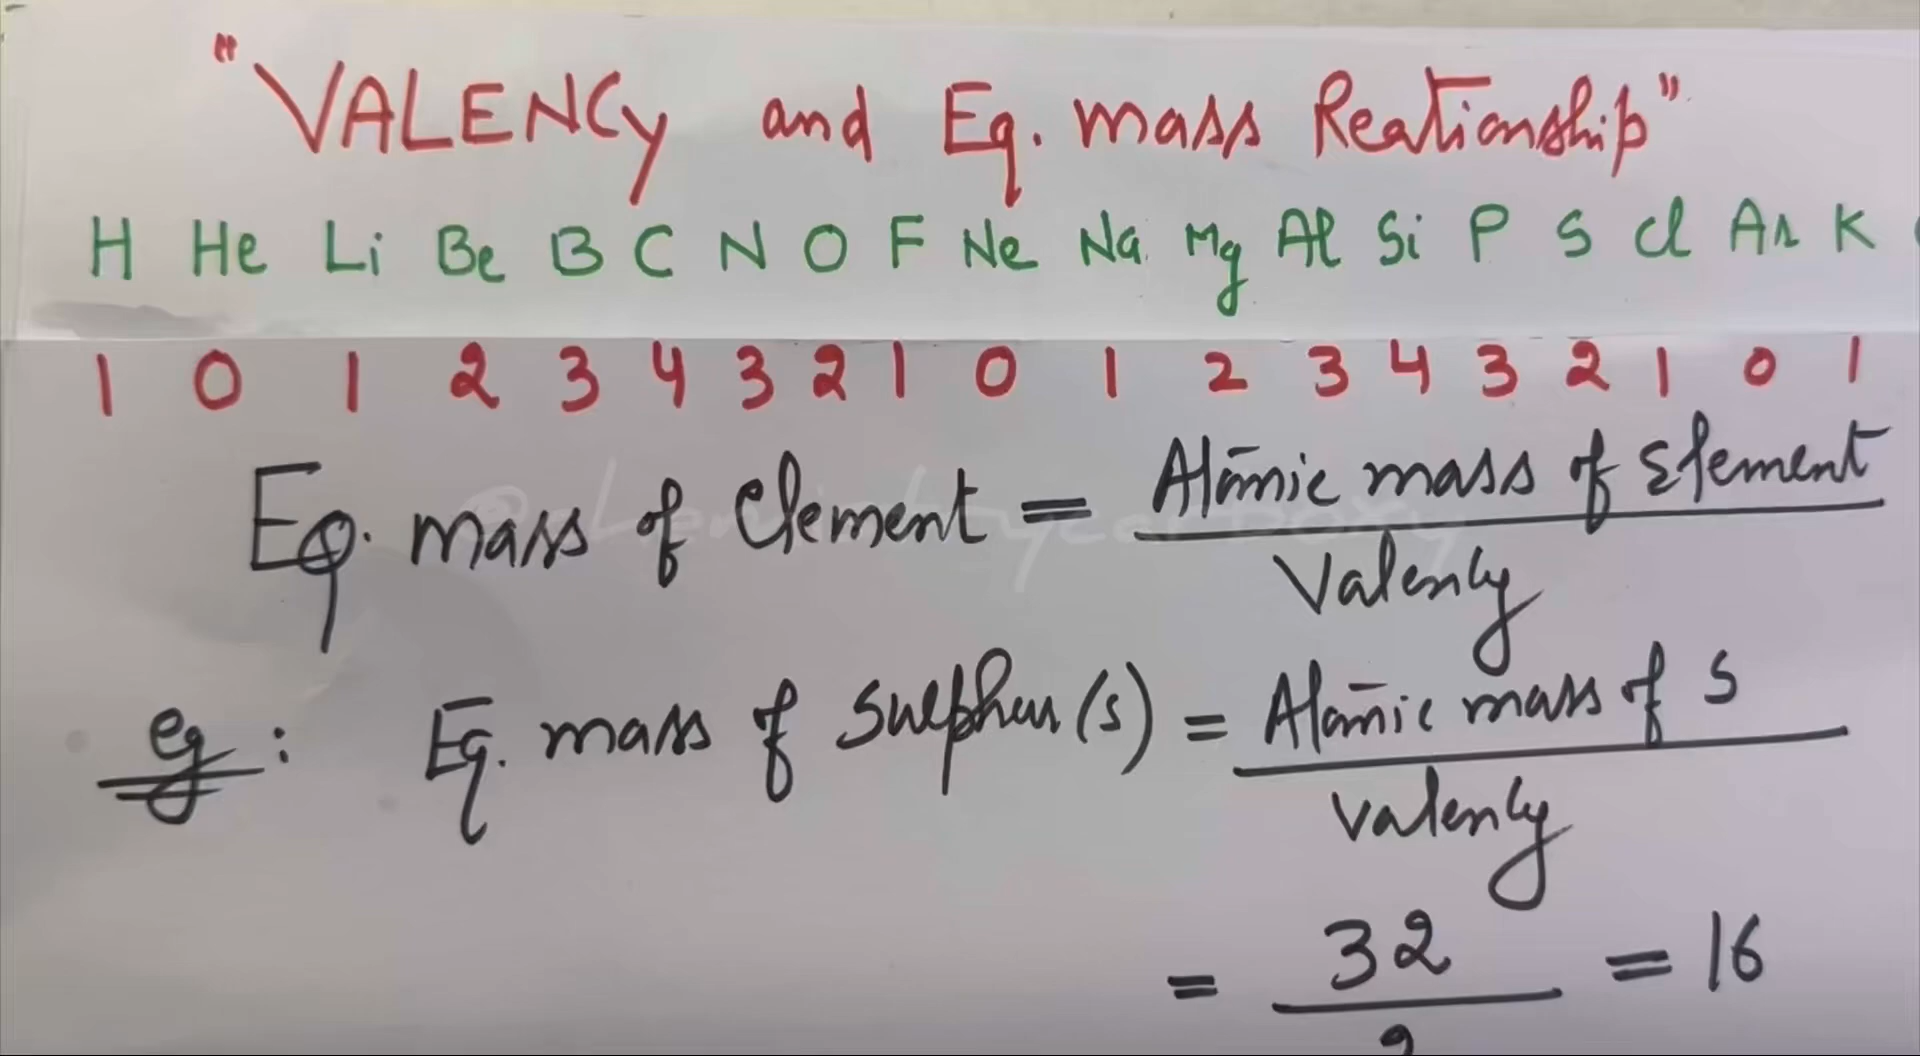 "VALENCy and Eq. mass Reationship"
H He Li Be B C N O F Ne Na Mg Al Si P S Cl Ar K
1 0 1 2 3 4 3 2 1 0 1 2 3 4 3 2 1 0 1
Eq. mass of Element = Atomic mass of Element
Valency
eg : Eq. mass of Sulphur (s) = Atomic mass of S
Valency
= 32 = 16
2